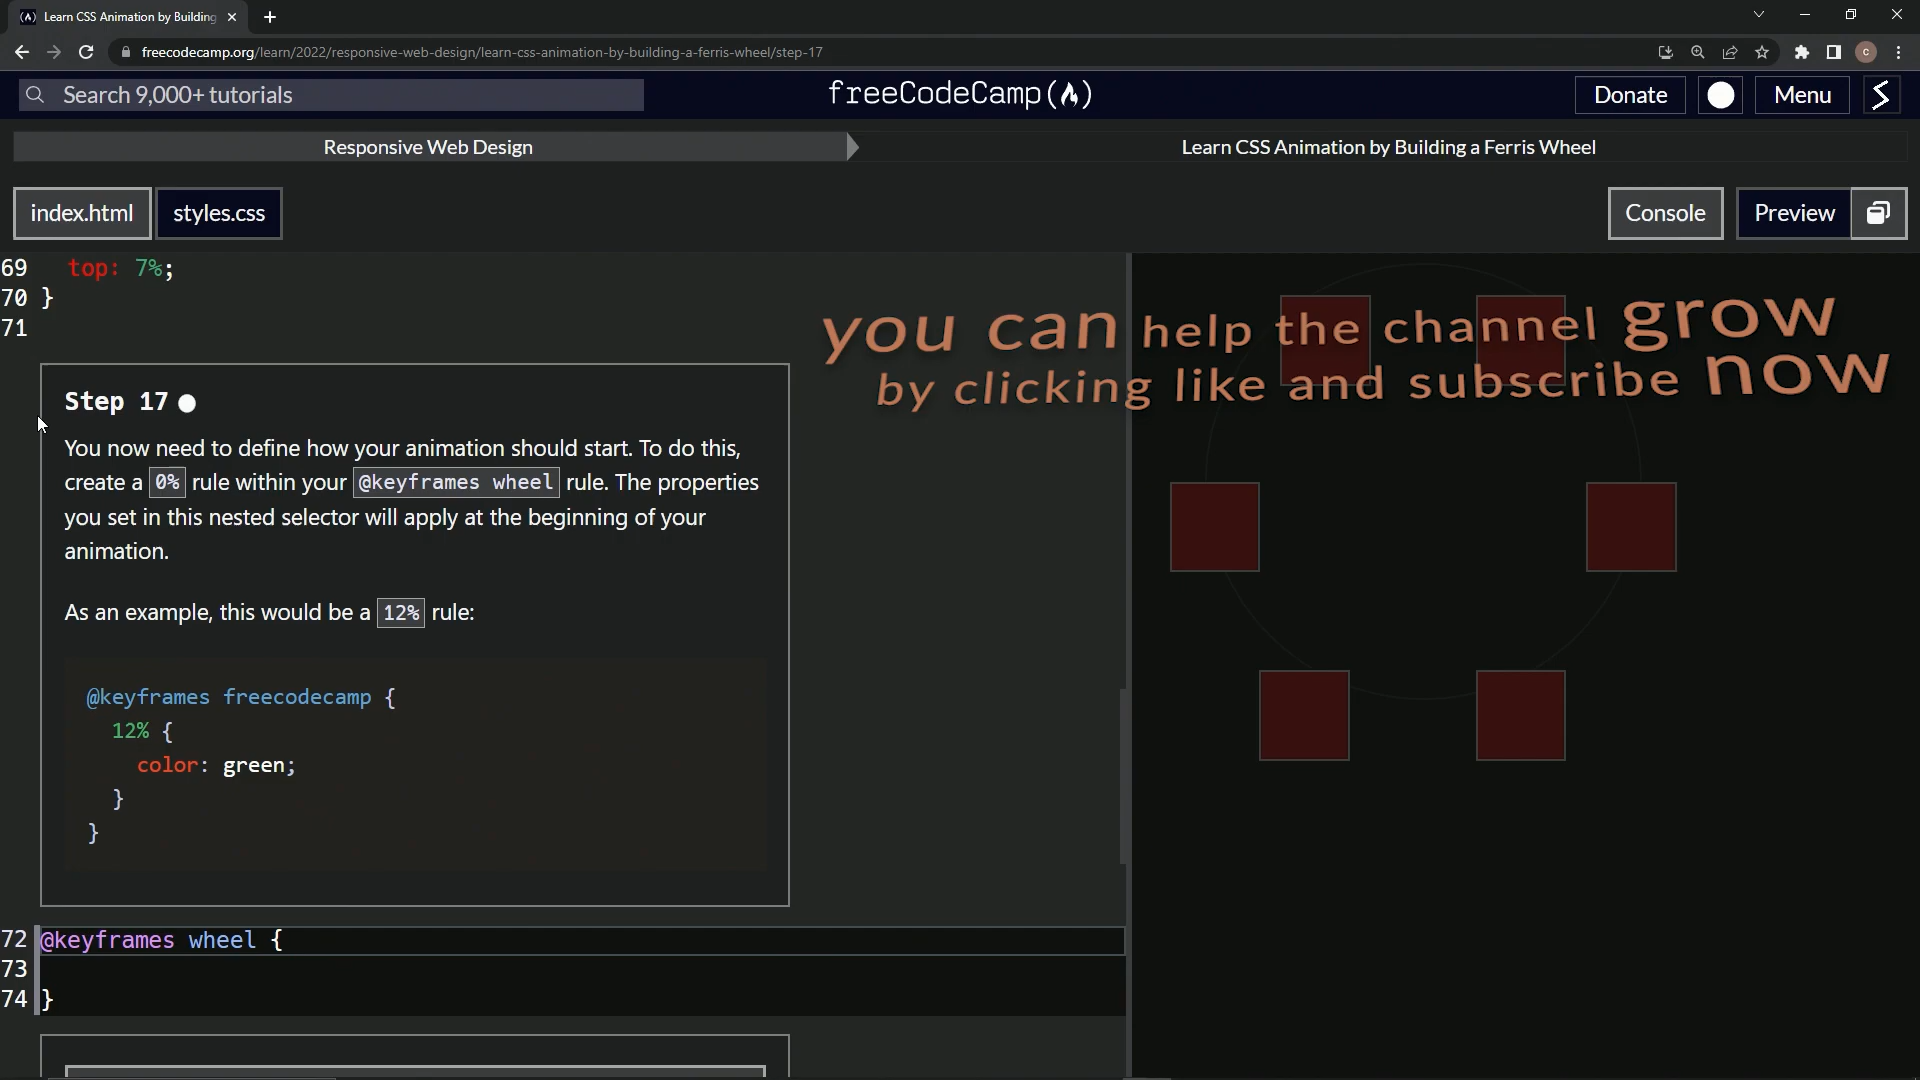 Learn CSS Animation by Building
freecodecamp.org/learn/2022/responsive-web-design/learn-css-animation-by-building-a-ferris-wheel/step-17
C
Search 9,000+ tutorials
freeCodeCamp
Donate
Menu
Responsive Web Design
Learn CSS Animation by Building a Ferris Wheel
index.html
styles.css
Console
Preview
69 top: 7%;
70 }
71
you can help the channel grow
by clicking like and subscribe now
Step 17
You now need to define how your animation should start. To do this,
create a 0% rule within your @keyframes wheel rule. The properties
you set in this nested selector will apply at the beginning of your
animation.
As an example, this would be a 12% rule:
@keyframes freecodecamp {
12% {
color: green;
}
}
72 @keyframes wheel {
73
74 }